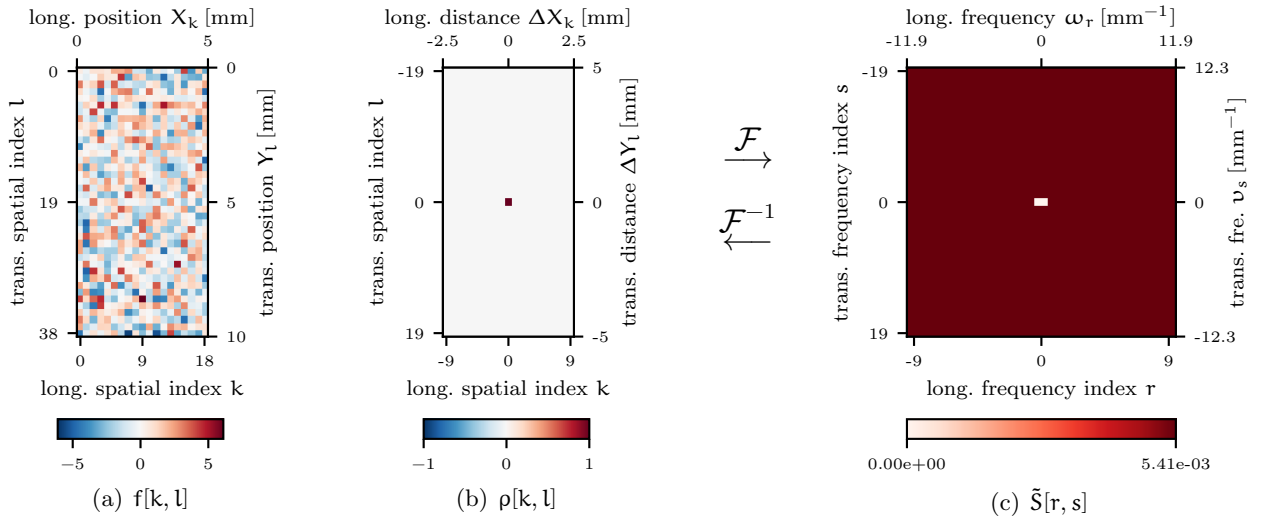 long. position X_k [mm]
0 5
trans. spatial index l
0
19
38
0
5
10
trans. position Y_l [mm]
0 9 18
long. spatial index k
−5 0 5
(a) f[k, l]
long. distance ΔX_k [mm]
-2.5 0 2.5
trans. spatial index l
-19
0
19
5
0
-5
trans. distance ΔY_l [mm]
-9 0 9
long. spatial index k
−1 0 1
(b) ρ[k, l]
ℱ
ℱ⁻¹
long. frequency ω_r [mm⁻¹]
-11.9 0 11.9
trans. frequency index s
-19
0
19
12.3
0
-12.3
trans. fre. υ_s [mm⁻¹]
-9 0 9
long. frequency index r
0.00e+00 5.41e-03
(c) S̃[r, s]